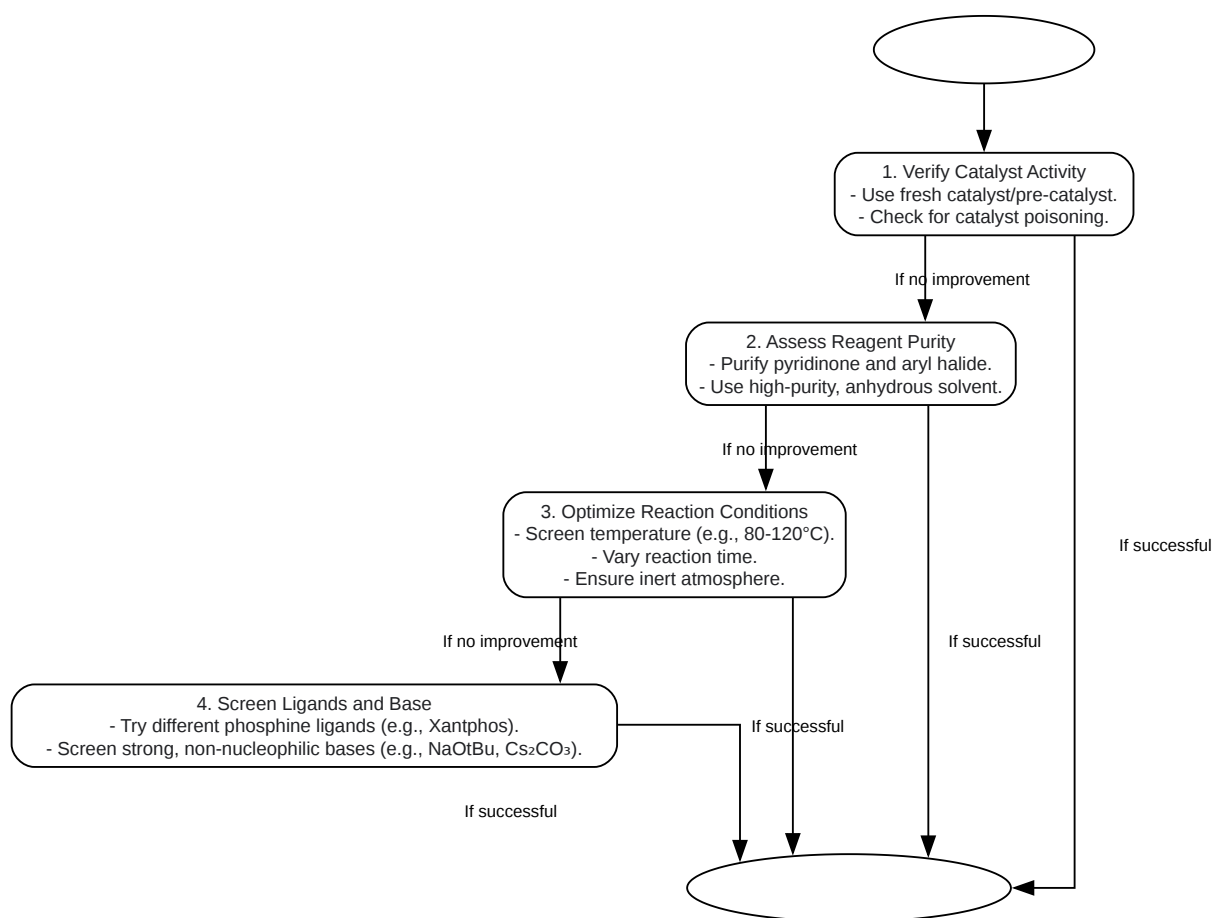 1. Verify Catalyst Activity
- Use fresh catalyst/pre-catalyst.
- Check for catalyst poisoning.
If no improvement
2. Assess Reagent Purity
- Purify pyridinone and aryl halide.
- Use high-purity, anhydrous solvent.
If no improvement
3. Optimize Reaction Conditions
- Screen temperature (e.g., 80-120°C).
- Vary reaction time.
- Ensure inert atmosphere.
If successful
If no improvement
If successful
4. Screen Ligands and Base
- Try different phosphine ligands (e.g., Xantphos).
- Screen strong, non-nucleophilic bases (e.g., NaOtBu, Cs₂CO₃).
If successful
If successful